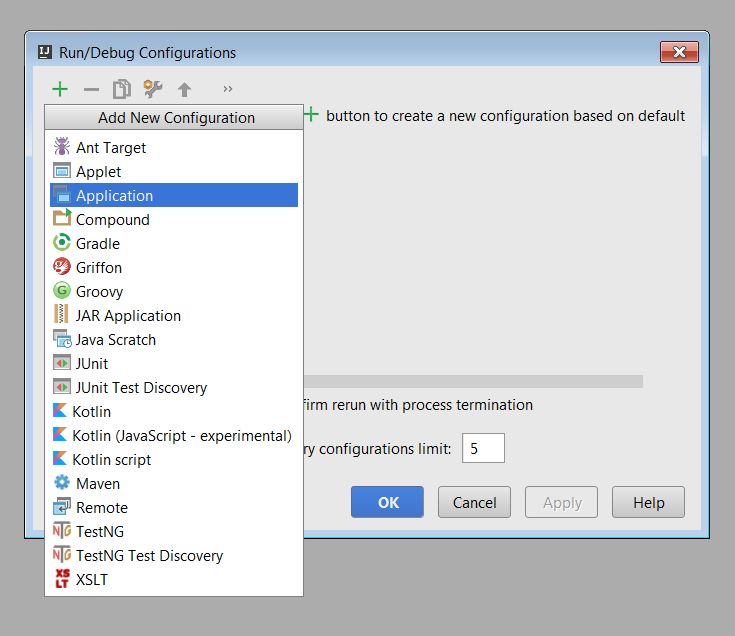 Run/Debug Configurations
Add New Configuration
button to create a new configuration based on default
Ant Target
Applet
Application
Compound
Gradle
Griffon
Groovy
JAR Application
Java Scratch
JUnit
JUnit Test Discovery
firm rerun with process termination
Kotlin
Kotlin (JavaScript - experimental)
ry configurations limit: 5
Kotlin script
Maven
OK Cancel Apply Help
Remote
TestNG
TestNG Test Discovery
XSLT